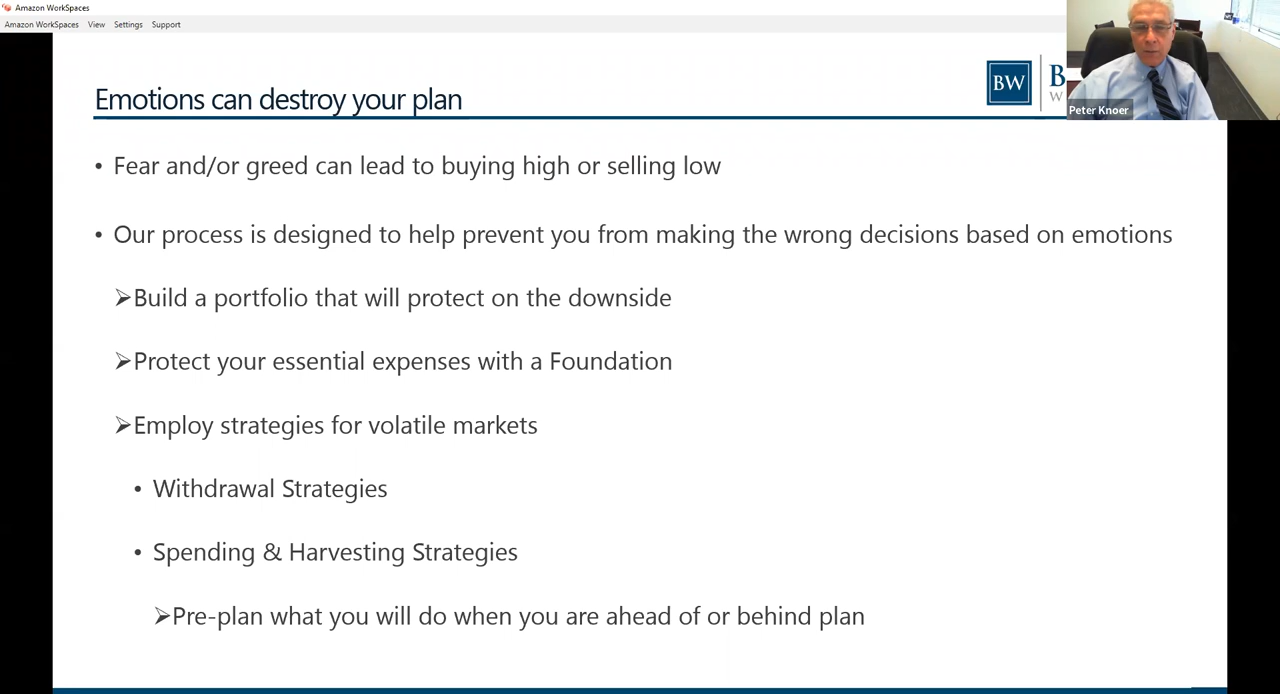 Amazon WorkSpaces
Amazon WorkSpaces View Settings Support
Emotions can destroy your plan
BW
B
W
Peter Knoer
• Fear and/or greed can lead to buying high or selling low
• Our process is designed to help prevent you from making the wrong decisions based on emotions
➢Build a portfolio that will protect on the downside
➢Protect your essential expenses with a Foundation
➢Employ strategies for volatile markets
• Withdrawal Strategies
• Spending & Harvesting Strategies
➢Pre-plan what you will do when you are ahead of or behind plan